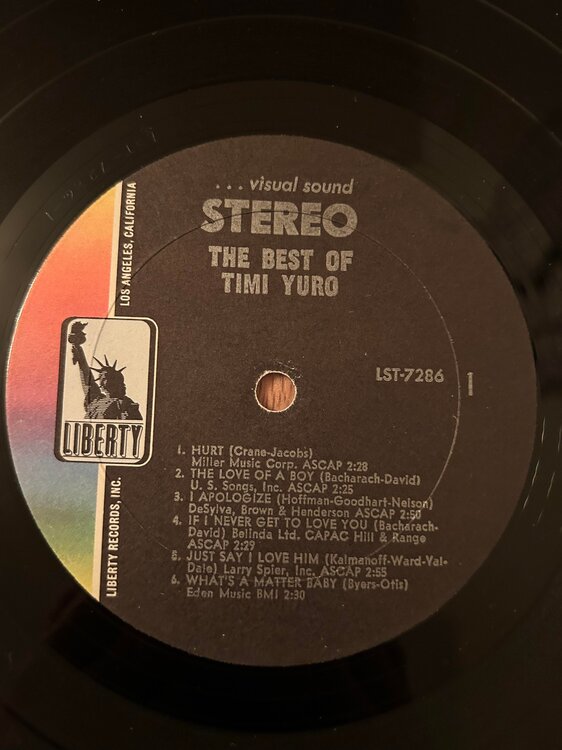 ... visual sound
STEREO
THE BEST OF
TIMI YURO
LOS ANGELES, CALIFORNIA
LIBERTY
LIBERTY RECORDS, INC.
LST-7286 1
1. HURT (Crane-Jacobs)
Miller Music Corp. ASCAP 2:28
2. THE LOVE OF A BOY (Bacharach-David)
U. S. Songs, Inc. ASCAP 2:25
3. I APOLOGIZE (Hoffman-Goodhart-Nelson)
DeSylva, Brown & Henderson ASCAP 2:50
4. IF I NEVER GET TO LOVE YOU (Bacharach-
David) Belinda Ltd. CAPAC Hill & Range
ASCAP 2:29
5. JUST SAY I LOVE HIM (Kalmanoff-Ward-Val-
Dale) Larry Spier, Inc. ASCAP 2:55
6. WHAT'S A MATTER BABY (Byers-Otis)
Eden Music BMI 2:30